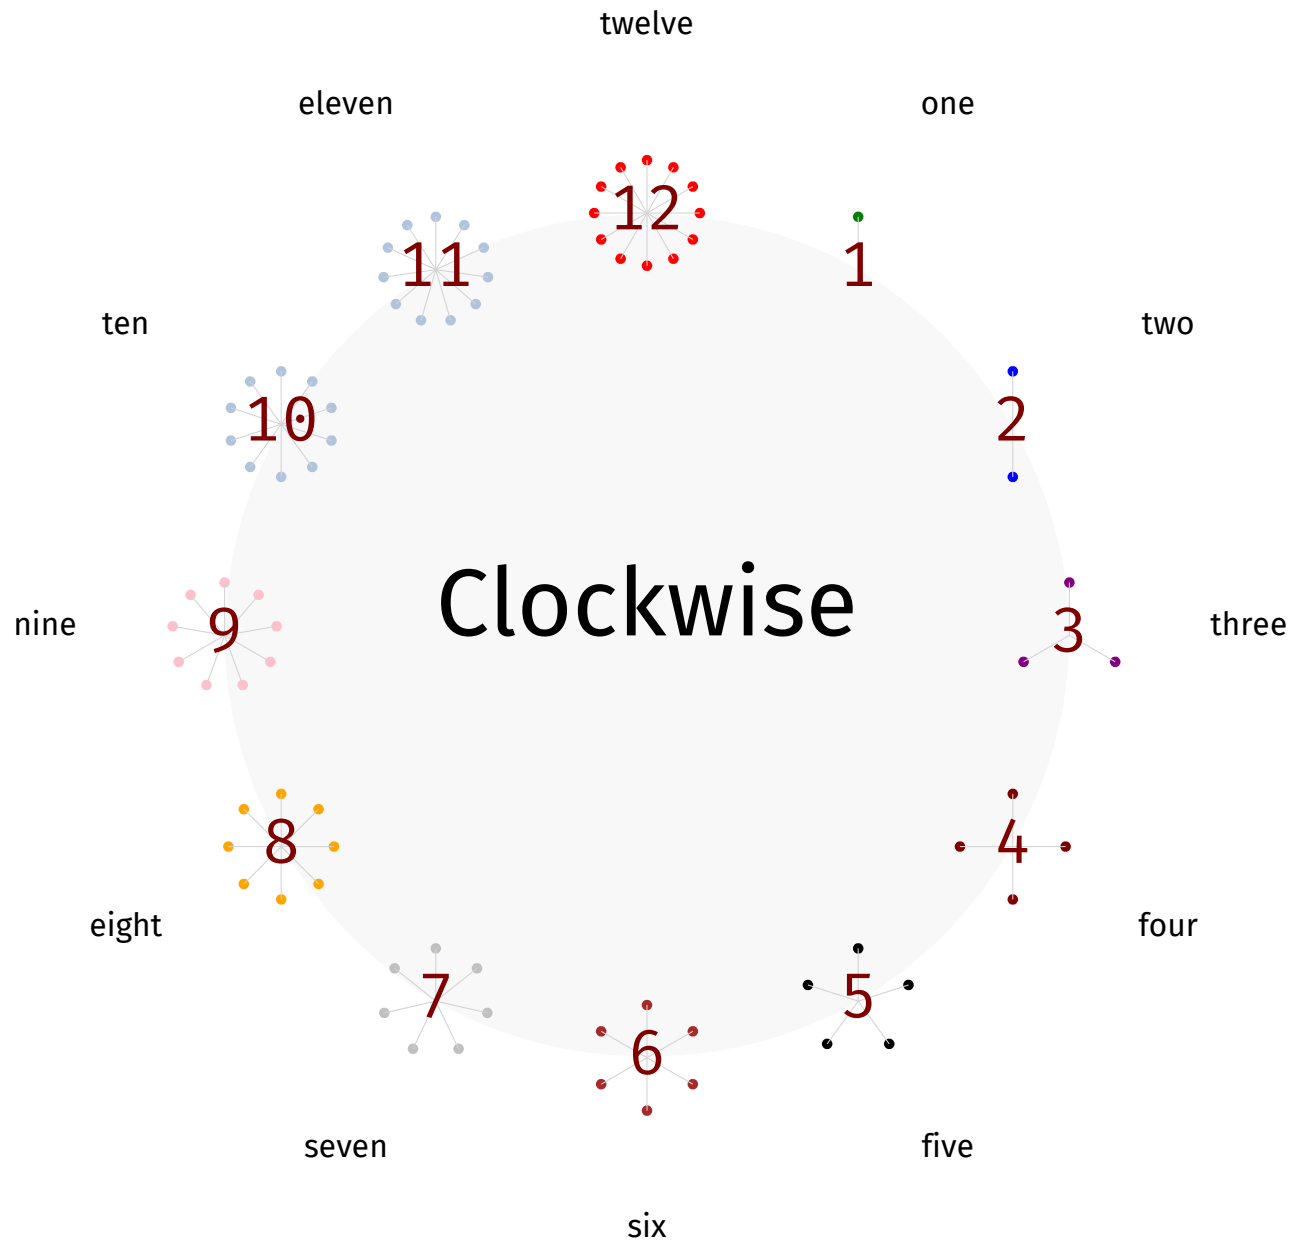 twelve
eleven
one
12
11
1
ten
two
10
2
Clockwise
nine
9
3
three
8
4
eight
four
7
5
6
seven
five
six